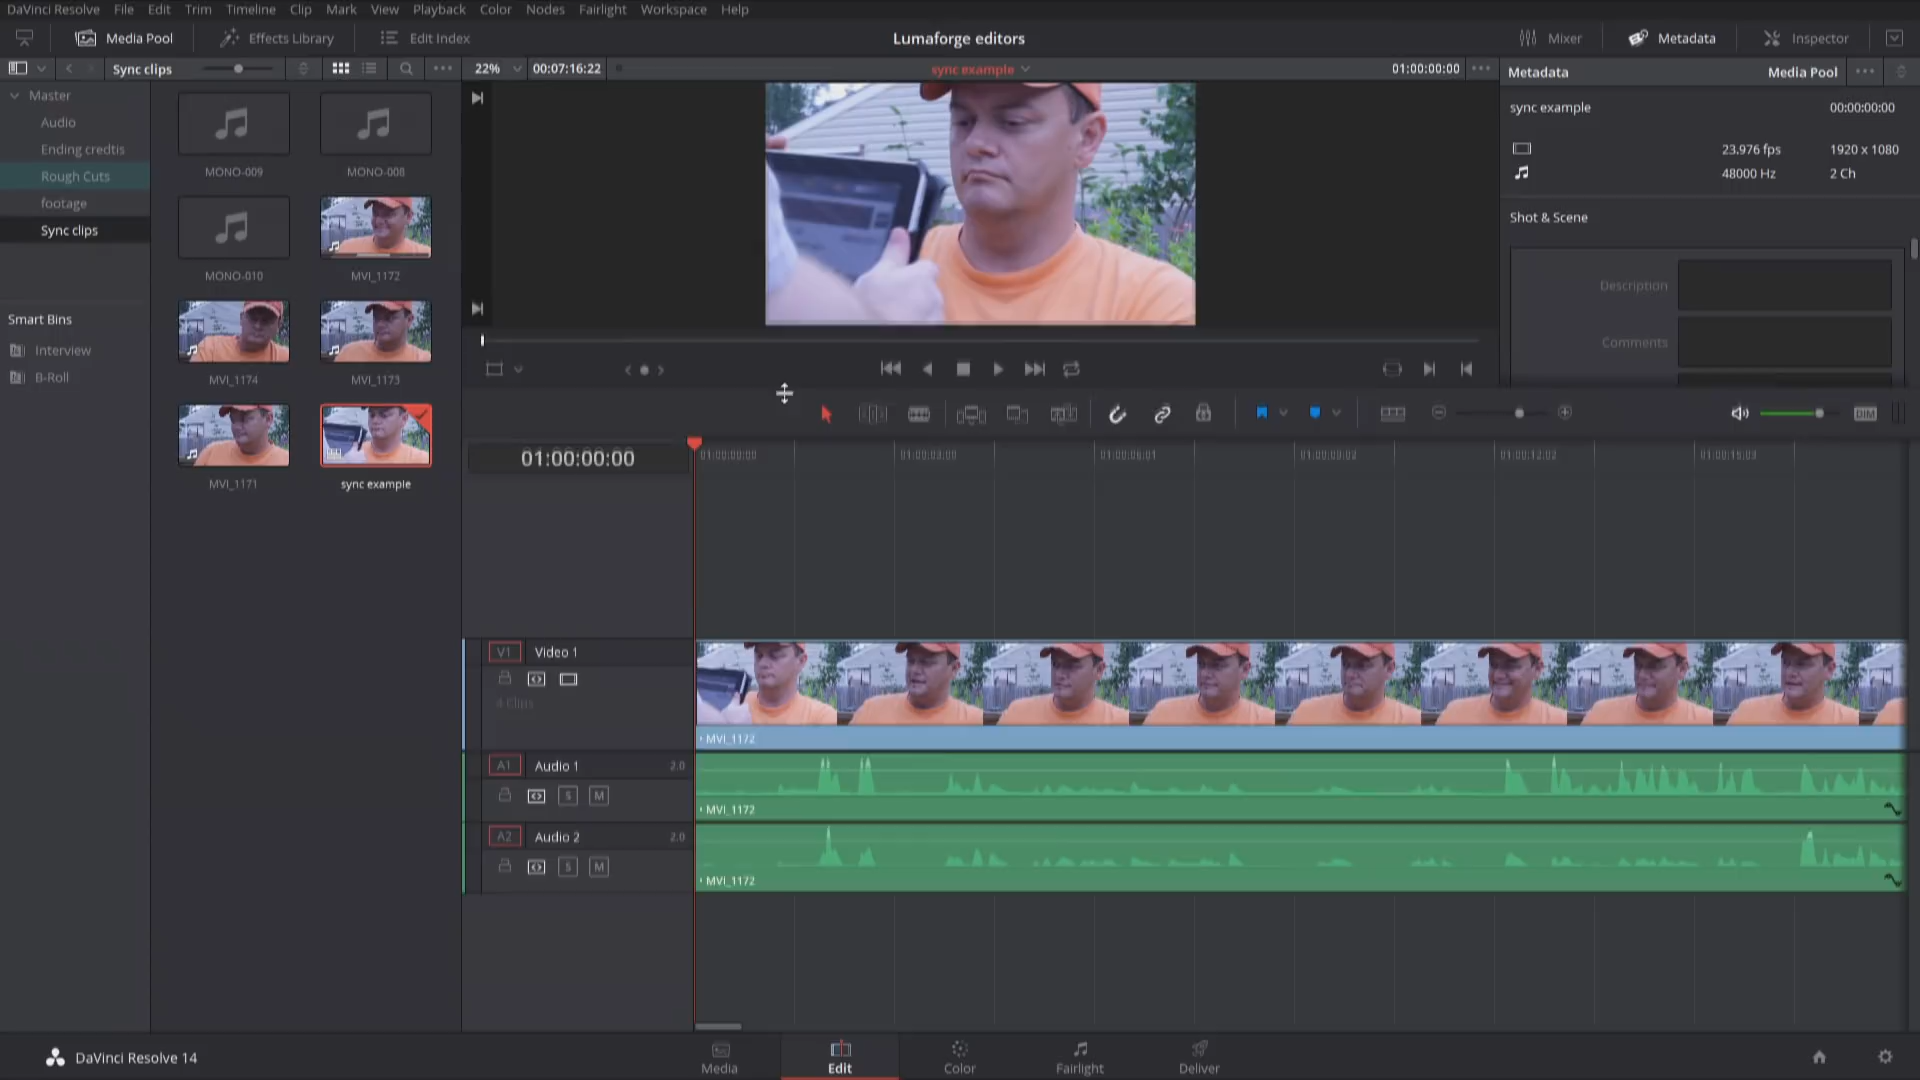 DaVinci Resolve File Edit Trim Timeline Clip Mark View Playback Color Nodes Fairlight Workspace Help
Media Pool Effects Library Edit Index Lumaforge editors Mixer Metadata Inspector
Sync clips 22% 00:07:16:22 sync example 01:00:00:00 Metadata Media Pool
Master
Audio
Ending credtis
Rough Cuts
footage
Sync clips
Smart Bins
Interview
B-Roll
MONO-009 MONO-008
MONO-010 MVI_1172
MVI_1174 MVI_1173
MVI_1171 sync example
sync example 00:00:00:00
23.976 fps 1920 x 1080
48000 Hz 2 Ch
Shot & Scene
Description
Comments
DIM
01:00:00:00 01:00:00:00 01:00:03:00 01:00:06:01 01:00:09:02 01:00:12:02 01:00:15:03
V1 Video 1
4 Clips
MVI_1172
A1 Audio 1 2.0
S M
MVI_1172
A2 Audio 2 2.0
S M
MVI_1172
DaVinci Resolve 14 Media Edit Color Fairlight Deliver